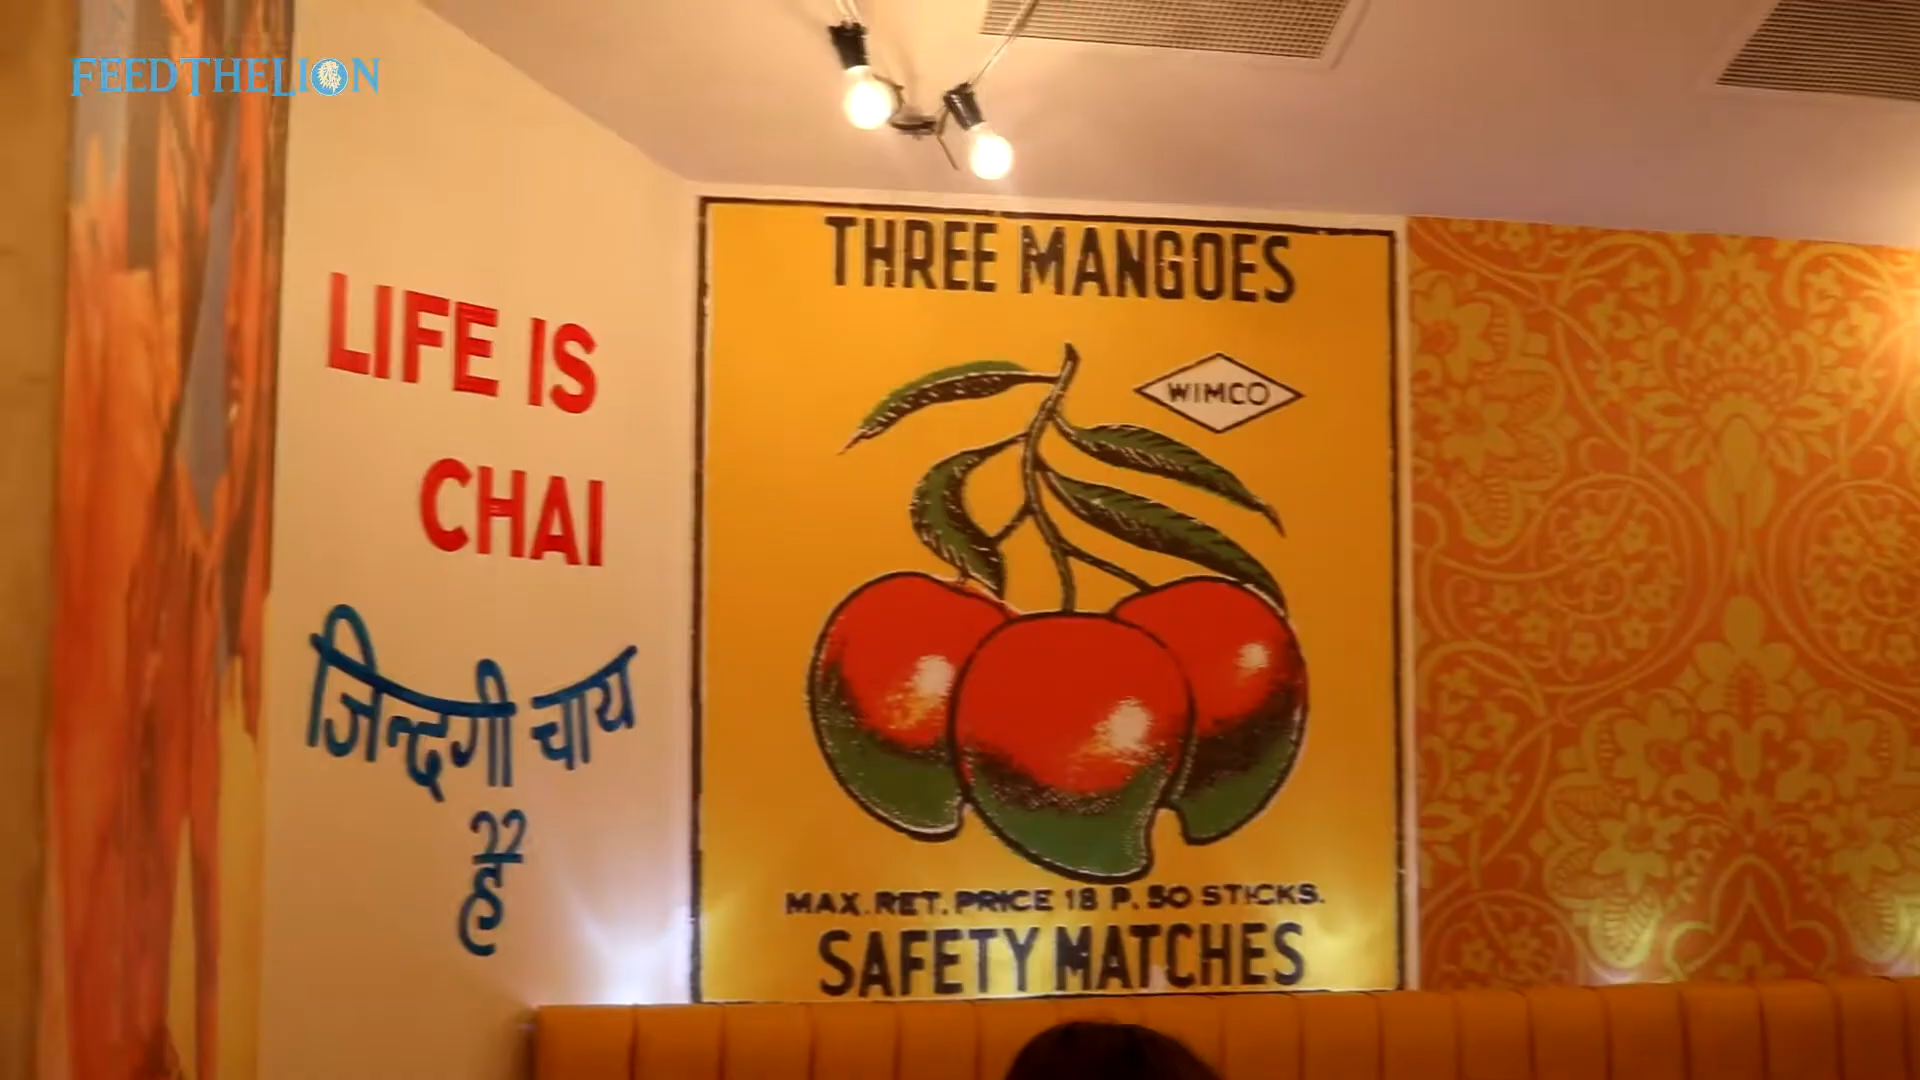 FEEDTHELION
LIFE IS
CHAI
जिन्दगी चाय
है
THREE MANGOES
WIMCO
MAX. RET. PRICE 18 P. 50 STICKS.
SAFETY MATCHES